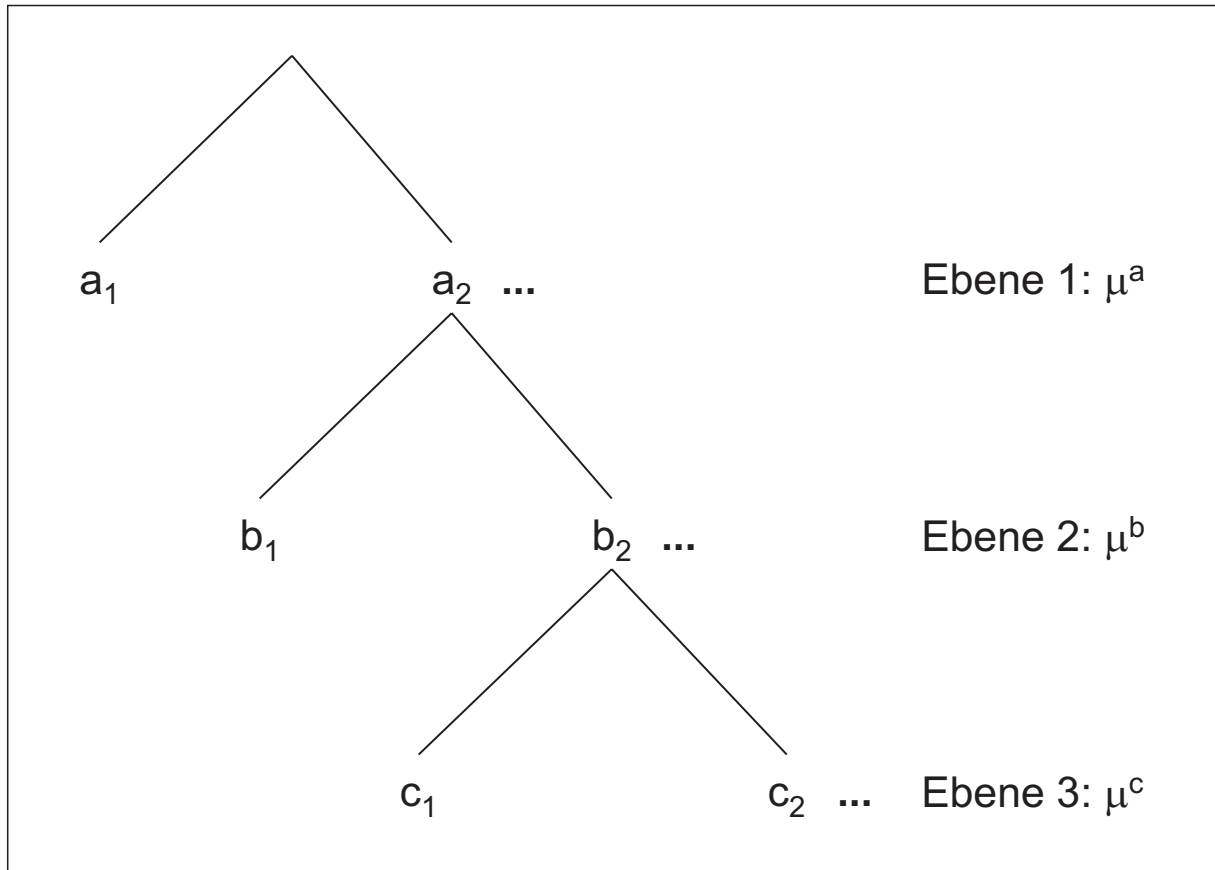 a₁ a₂ ... Ebene 1: μᵃ
b₁ b₂ ... Ebene 2: μᵇ
c₁ c₂ ... Ebene 3: μᶜ